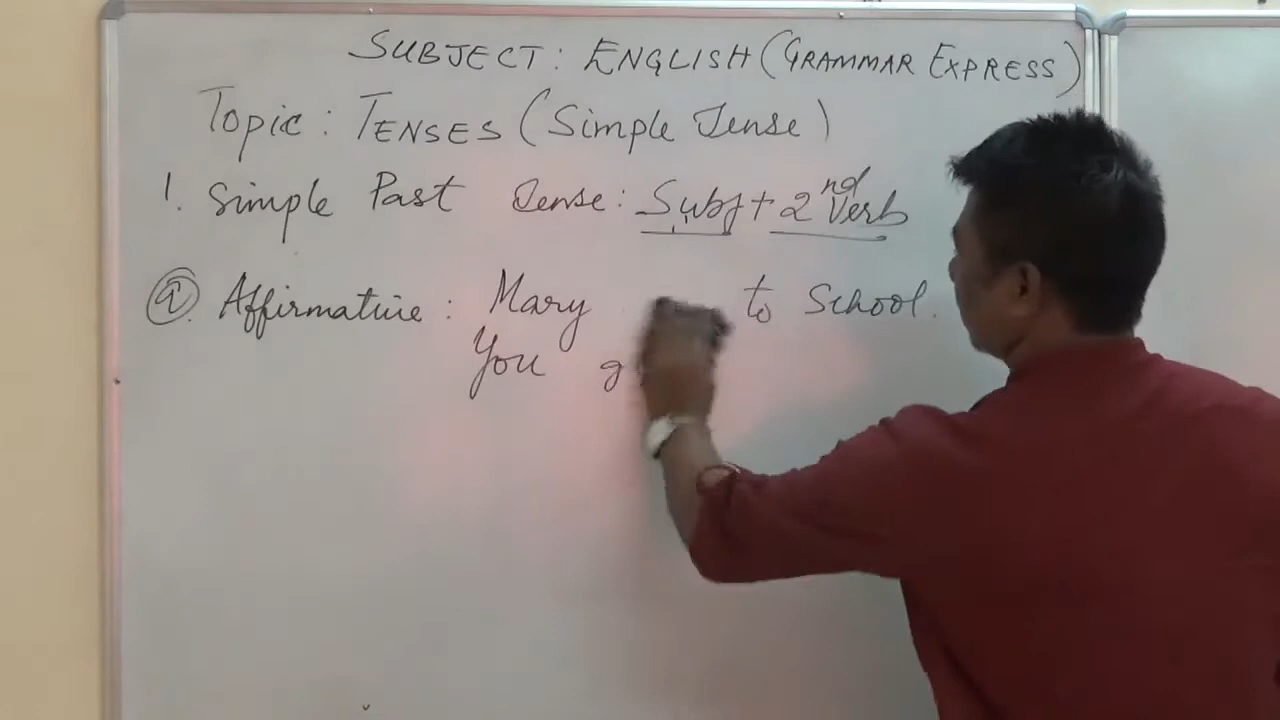 SUBJECT: ENGLISH (GRAMMAR EXPRESS)
Topic: TENSES (Simple Tense)
1. Simple Past Tense: Subj + 2nd Verb
ⓐ. Affirmative: Mary to School.
You g